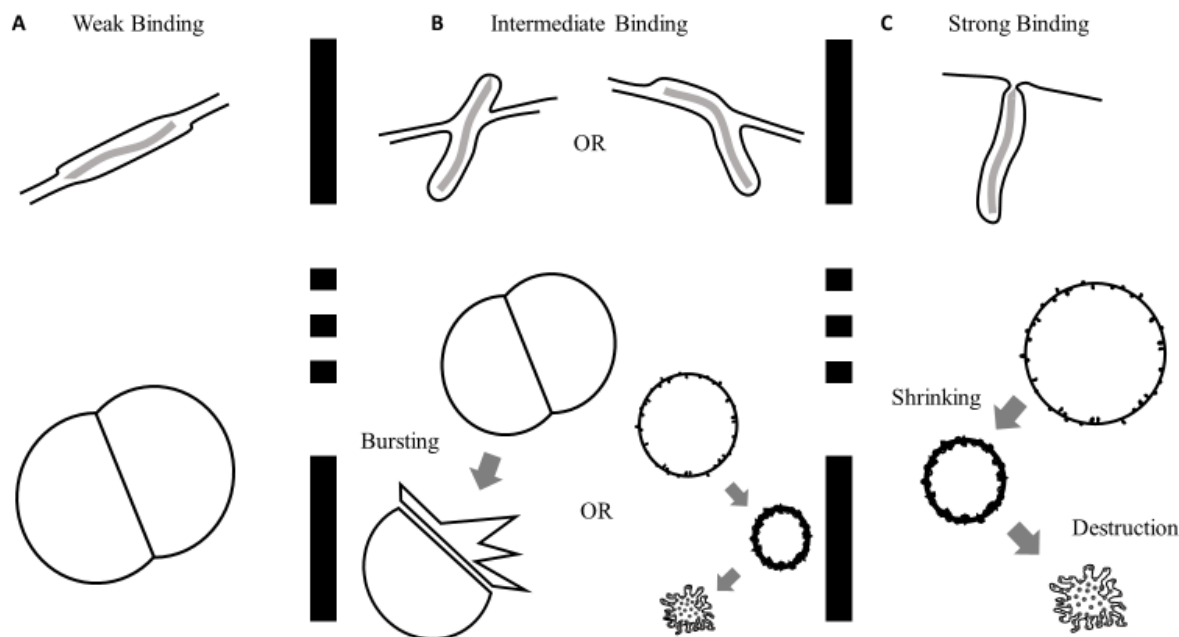 A Weak Binding
B Intermediate Binding
C Strong Binding
OR
Bursting
OR
Shrinking
Destruction